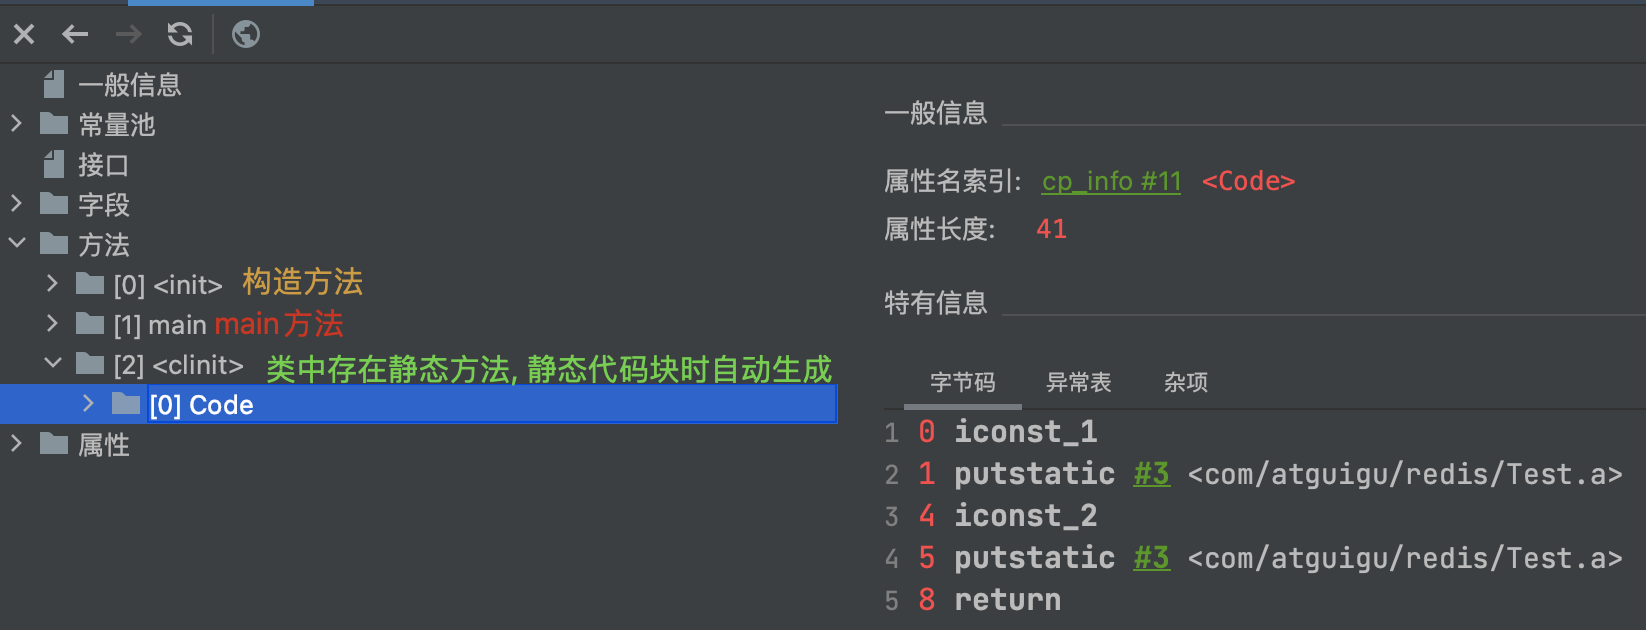 一般信息
常量池
接口
字段
方法
[0] <init> 构造方法
[1] main main方法
[2] <clinit> 类中存在静态方法, 静态代码块时自动生成
[0] Code
属性
一般信息
属性名索引: cp_info #11 <Code>
属性长度: 41
特有信息
字节码 异常表 杂项
1 0 iconst_1
2 1 putstatic #3 <com/atguigu/redis/Test.a>
3 4 iconst_2
4 5 putstatic #3 <com/atguigu/redis/Test.a>
5 8 return